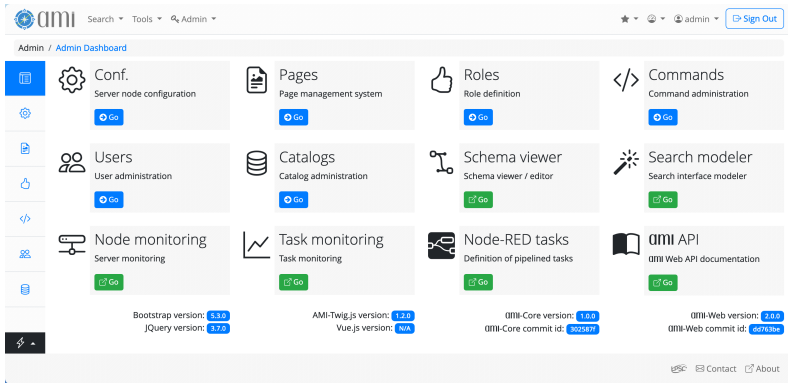 ami Search Tools Admin admin Sign Out
Admin / Admin Dashboard
Conf. Pages Roles Commands
Server node configuration Page management system Role definition Command administration
Go Go Go Go
Users Catalogs Schema viewer Search modeler
User administration Catalog administration Schema viewer / editor Search interface modeler
Go Go Go Go
Node monitoring Task monitoring Node-RED tasks ami API
Server monitoring Task monitoring Definition of pipelined tasks ami Web API documentation
Go Go Go Go
Bootstrap version: 5.3.0 AMI-Twig.js version: 1.2.0 ami-Core version: 1.0.0 ami-Web version: 2.0.0
JQuery version: 3.7.0 Vue.js version: N/A ami-Core commit id: 302587f ami-Web commit id: dd763be
Contact About